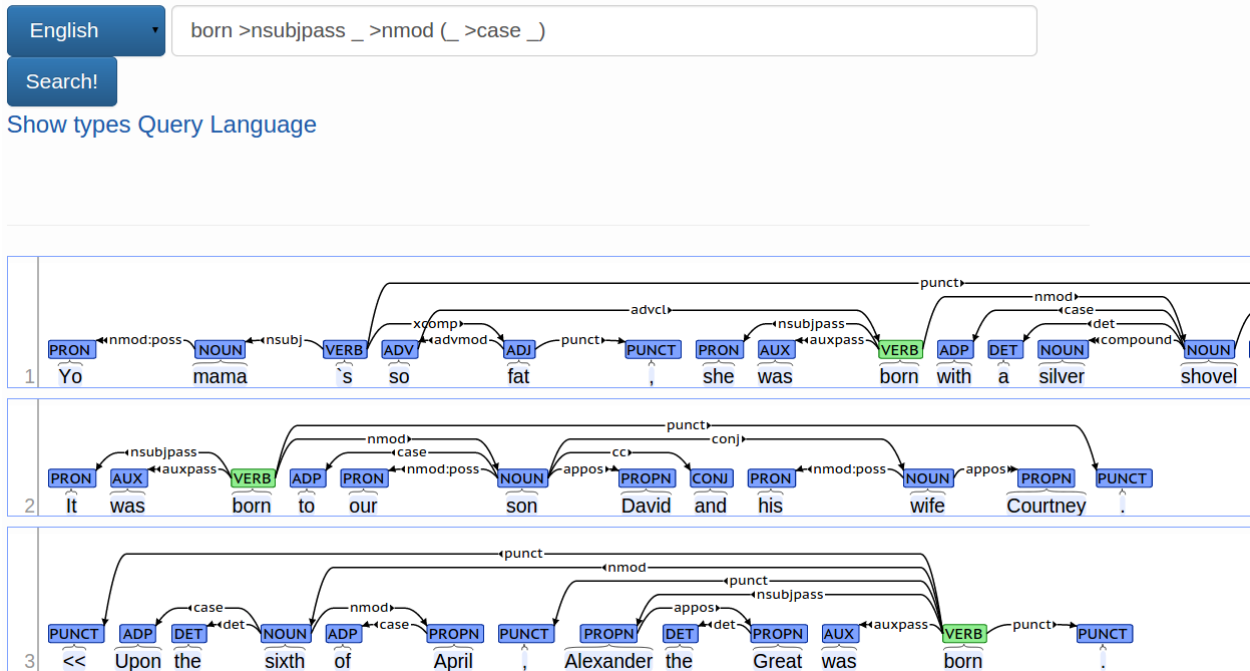 English born >nsubjpass _ >nmod (_ >case _)
Search!
Show types Query Language
punct
nmod
advcl case
xcomp nsubjpass det
nmod:poss nsubj advmod punct auxpass compound
PRON NOUN VERB ADV ADJ PUNCT PRON AUX VERB ADP DET NOUN NOUN
1 Yo mama `s so fat , she was born with a silver shovel
punct
nmod conj
nsubjpass case cc
auxpass nmod:poss appos nmod:poss appos
PRON AUX VERB ADP PRON NOUN PROPN CONJ PRON NOUN PROPN PUNCT
2 It was born to our son David and his wife Courtney .
punct
nmod
punct
nsubjpass
case nmod appos
det case det auxpass punct
PUNCT ADP DET NOUN ADP PROPN PUNCT PROPN DET PROPN AUX VERB PUNCT
3 << Upon the sixth of April , Alexander the Great was born .